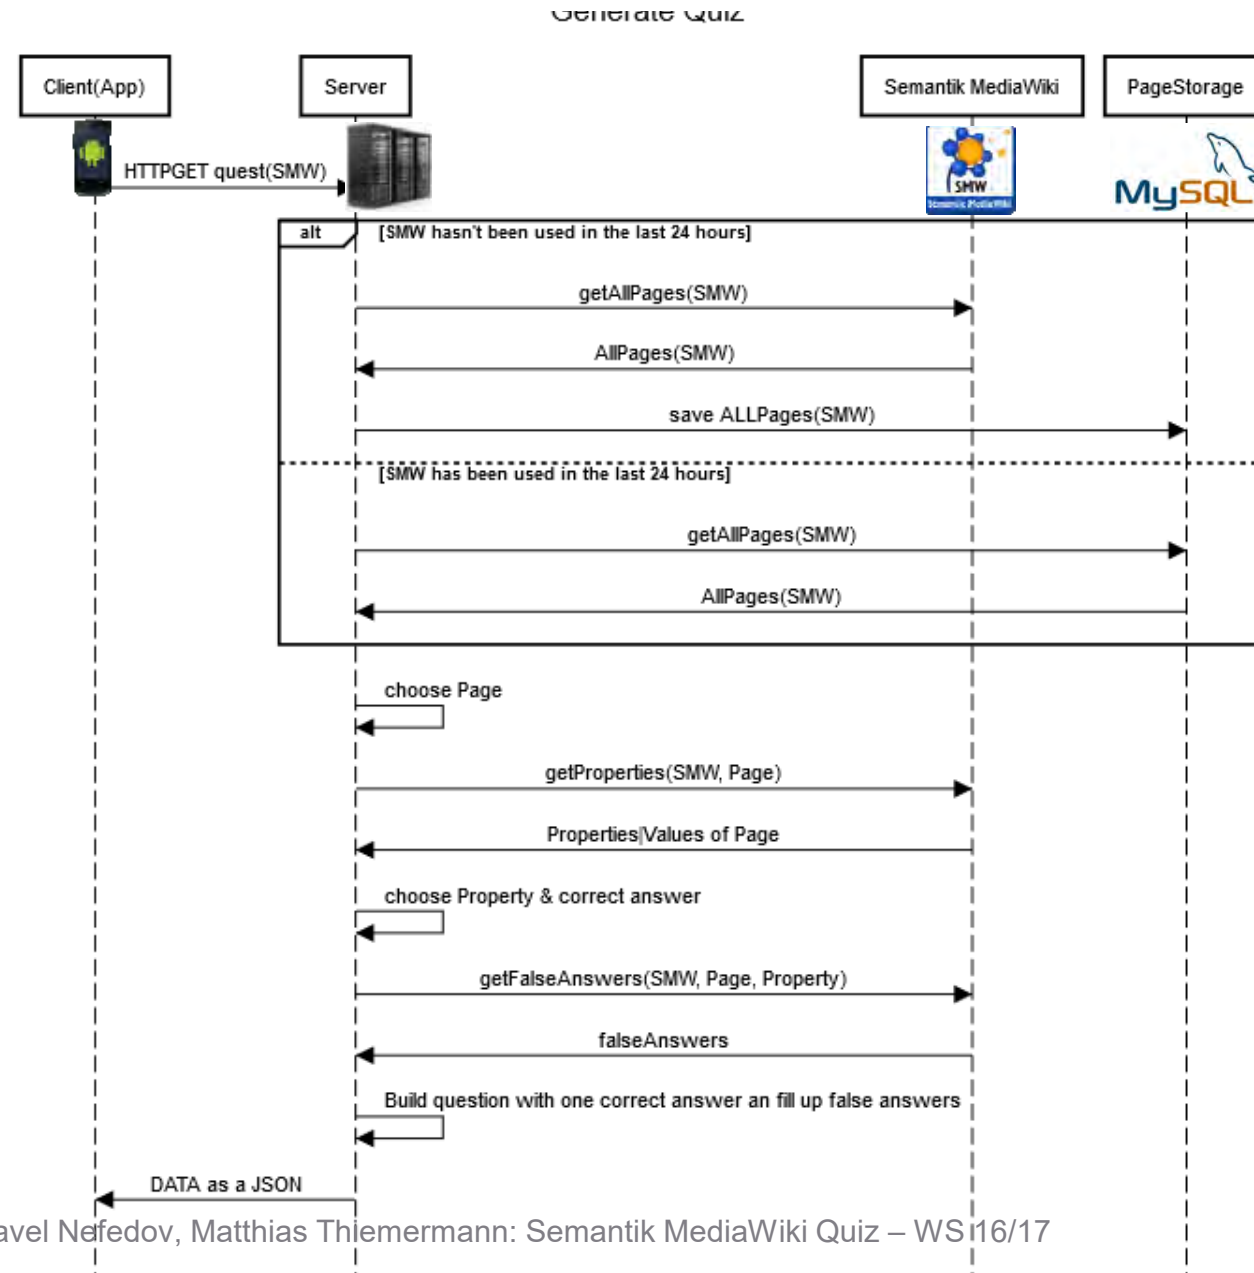 Generate Quiz
Client(App)
Server
Semantik MediaWiki
PageStorage
HTTPGET quest(SMW)
SMW
Semantic MediaWiki
MySQL
alt
[SMW hasn't been used in the last 24 hours]
getAllPages(SMW)
AllPages(SMW)
save ALLPages(SMW)
[SMW has been used in the last 24 hours]
getAllPages(SMW)
AllPages(SMW)
choose Page
getProperties(SMW, Page)
Properties|Values of Page
choose Property & correct answer
getFalseAnswers(SMW, Page, Property)
falseAnswers
Build question with one correct answer an fill up false answers
DATA as a JSON
avel Nefedov, Matthias Thiemermann: Semantik MediaWiki Quiz – WS 16/17